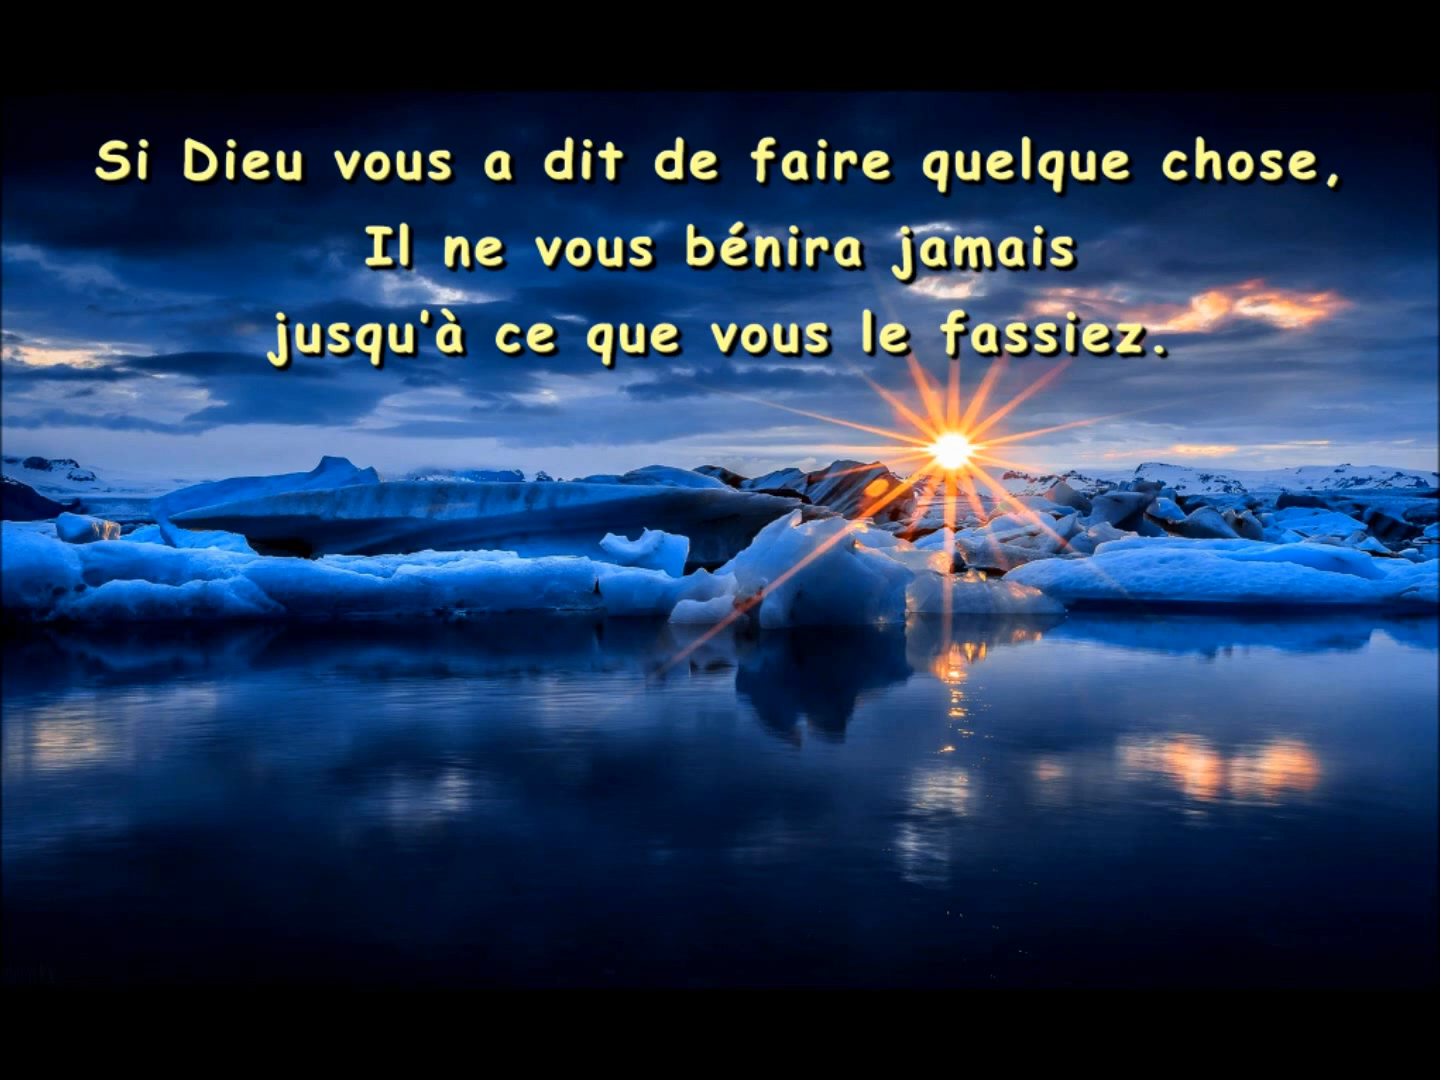 Si Dieu vous a dit de faire quelque chose,
Il ne vous bénira jamais
jusqu'à ce que vous le fassiez.